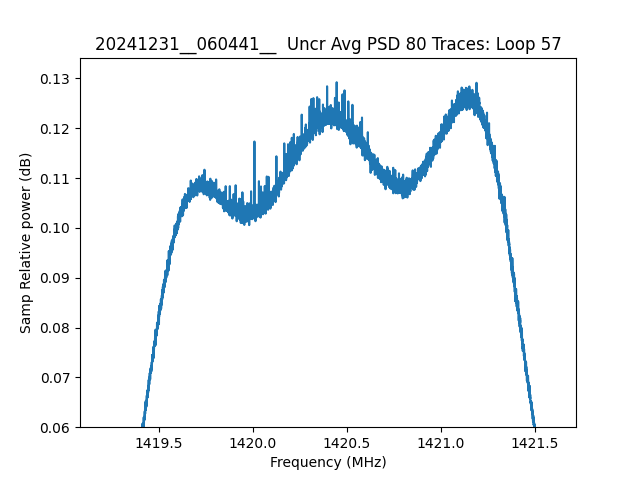 20241231__060441__  Uncr Avg PSD 80 Traces: Loop 57
0.13
0.12
0.11
0.10
0.09
0.08
0.07
0.06
Samp Relative power (dB)
1419.5 1420.0 1420.5 1421.0 1421.5
Frequency (MHz)